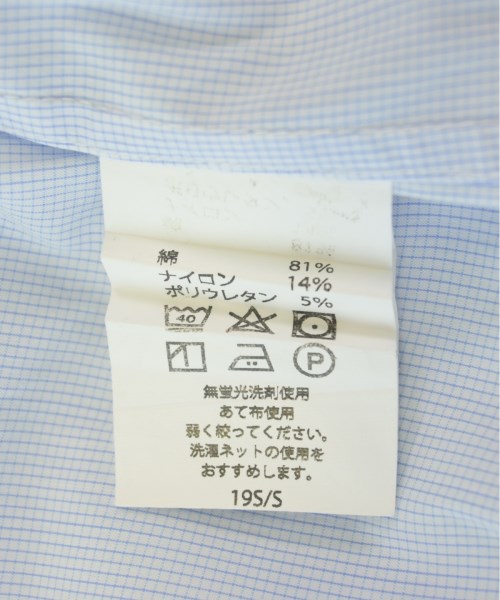 綿 81%
ナイロン 14%
ポリウレタン 5%
40
P
無蛍光洗剤使用
あて布使用
弱く絞ってください。
洗濯ネットの使用を
おすすめします。
19S/S